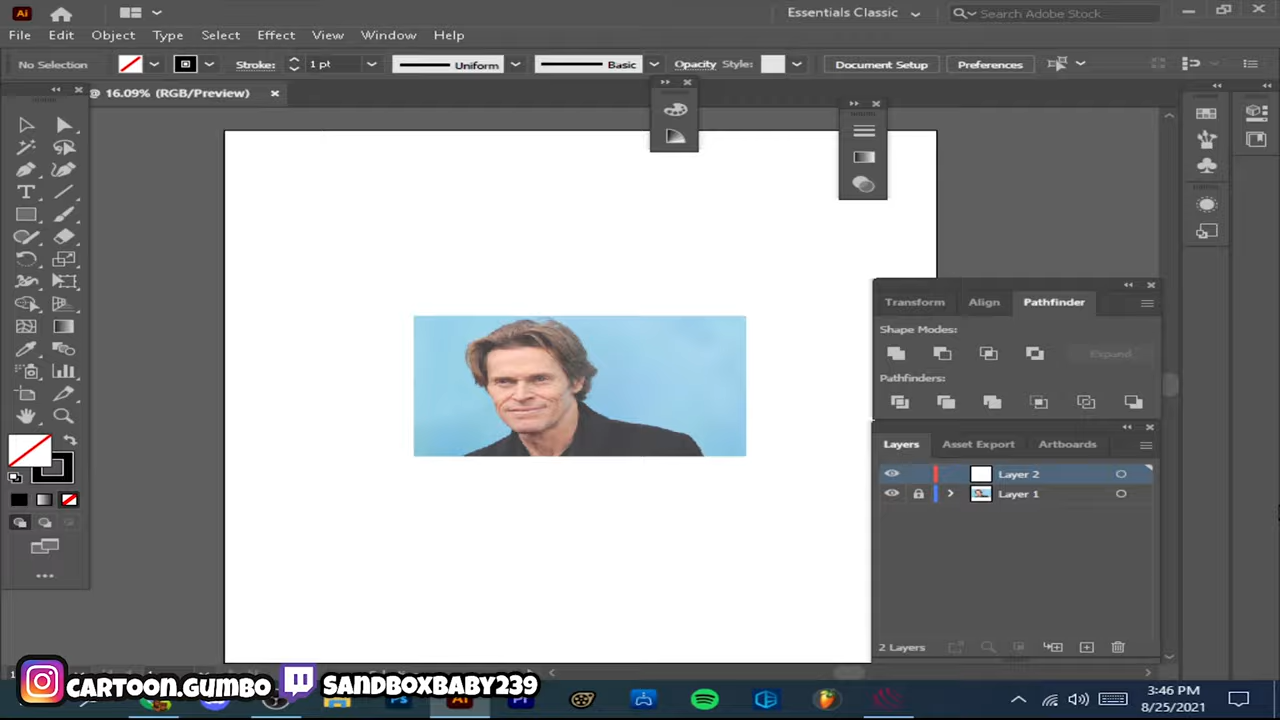 Ai
Essentials Classic
Search Adobe Stock
File Edit Object Type Select Effect View Window Help
No Selection Stroke: 1 pt Uniform Basic Opacity Style: Document Setup Preferences
@ 16.09% (RGB/Preview)
Transform Align Pathfinder
Shape Modes:
Expand
Pathfinders:
Layers Asset Export Artboards
Layer 2
Layer 1
2 Layers
CARTOON.GUMBO SANDBOXBABY239
3:46 PM
8/25/2021